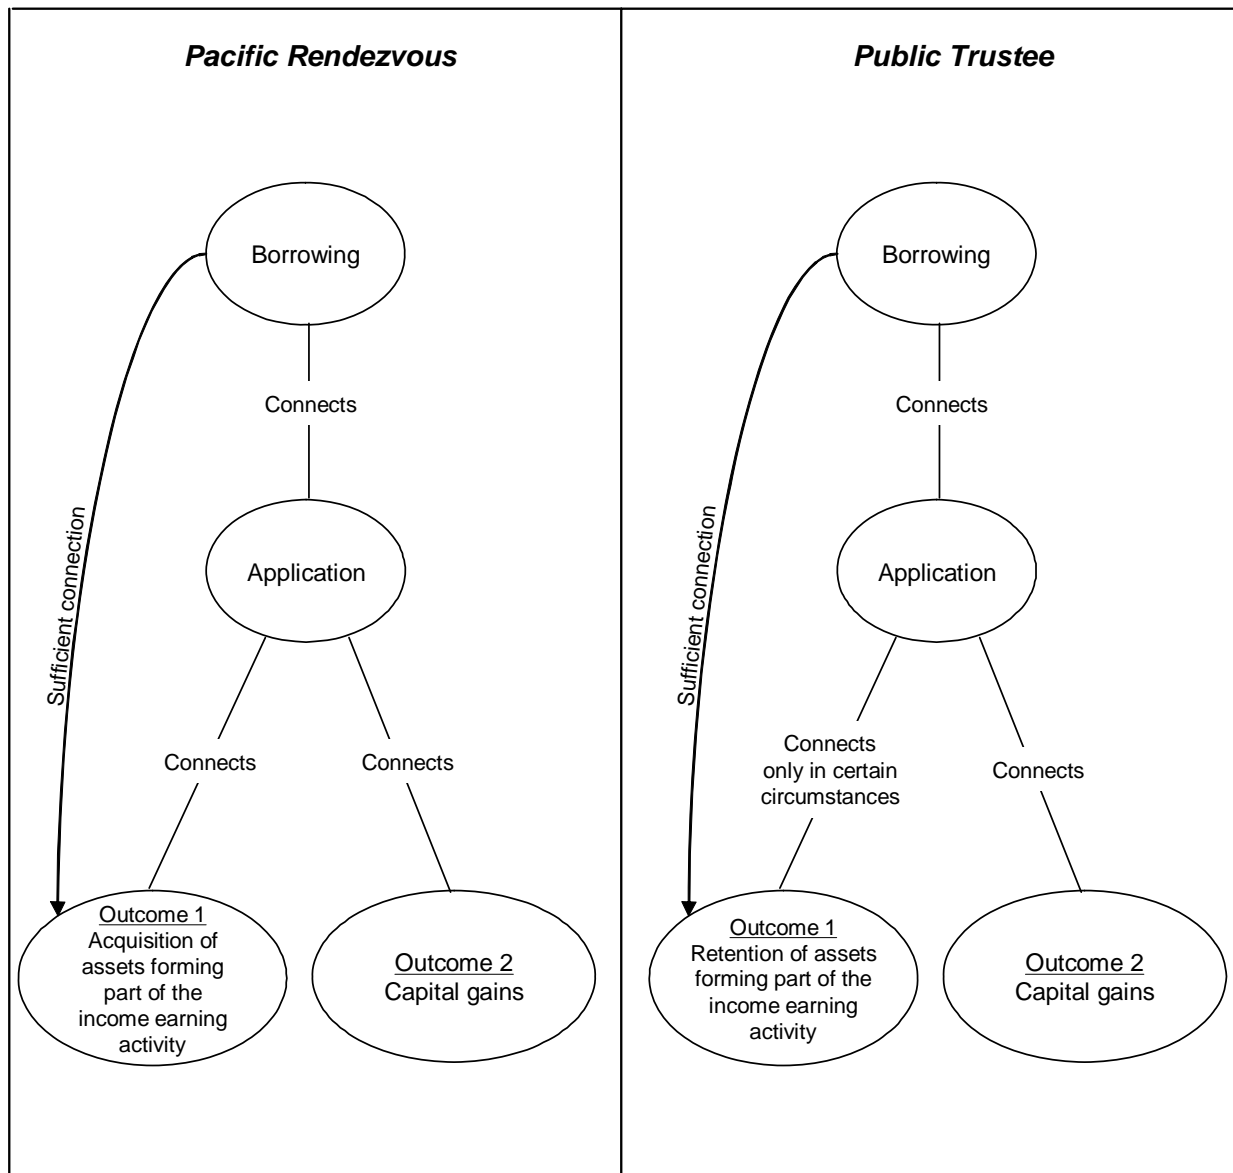 Pacific Rendezvous
Borrowing
Connects
Sufficient connection
Application
Connects
Connects
Outcome 1
Acquisition of
assets forming
part of the
income earning
activity
Outcome 2
Capital gains
Public Trustee
Borrowing
Connects
Sufficient connection
Application
Connects
only in certain
circumstances
Connects
Outcome 1
Retention of assets
forming part of the
income earning
activity
Outcome 2
Capital gains